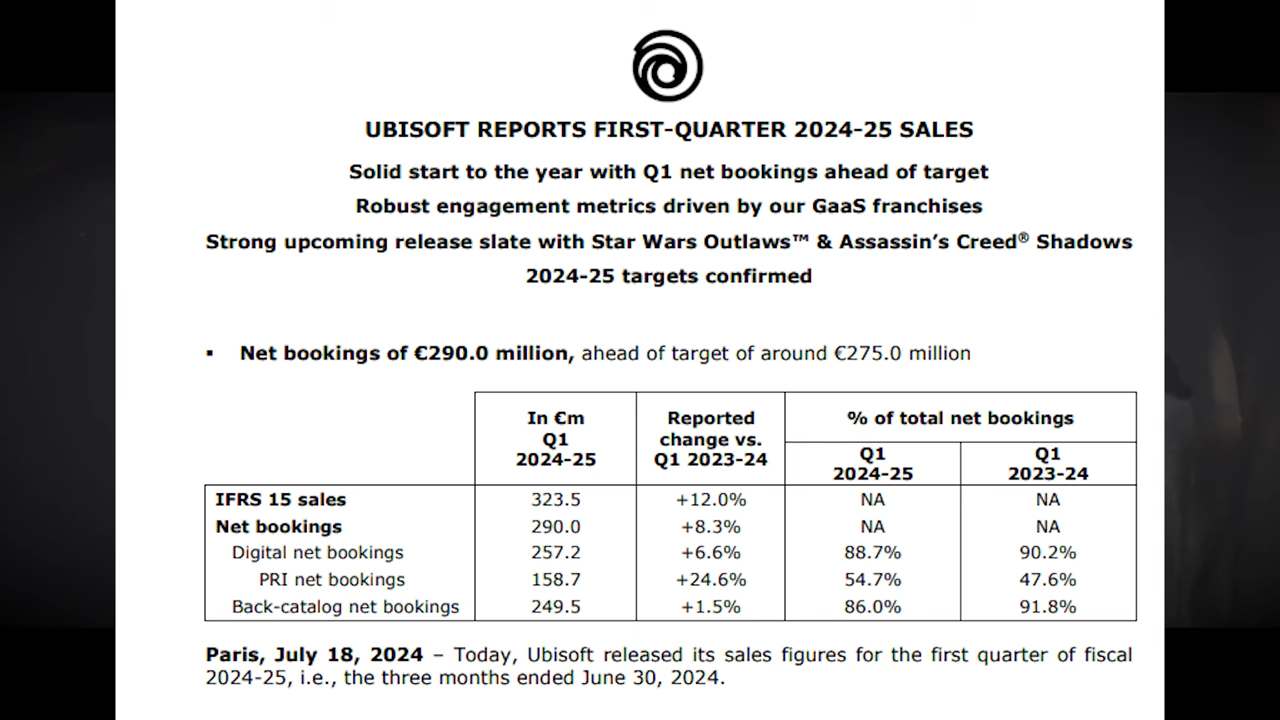 UBISOFT REPORTS FIRST-QUARTER 2024-25 SALES
Solid start to the year with Q1 net bookings ahead of target
Robust engagement metrics driven by our GaaS franchises
Strong upcoming release slate with Star Wars Outlaws™ & Assassin's Creed® Shadows
2024-25 targets confirmed
▪ Net bookings of €290.0 million, ahead of target of around €275.0 million
In €m Reported % of total net bookings
Q1 change vs. Q1 Q1
2024-25 Q1 2023-24 2024-25 2023-24
IFRS 15 sales 323.5 +12.0% NA NA
Net bookings 290.0 +8.3% NA NA
Digital net bookings 257.2 +6.6% 88.7% 90.2%
PRI net bookings 158.7 +24.6% 54.7% 47.6%
Back-catalog net bookings 249.5 +1.5% 86.0% 91.8%
Paris, July 18, 2024 – Today, Ubisoft released its sales figures for the first quarter of fiscal
2024-25, i.e., the three months ended June 30, 2024.